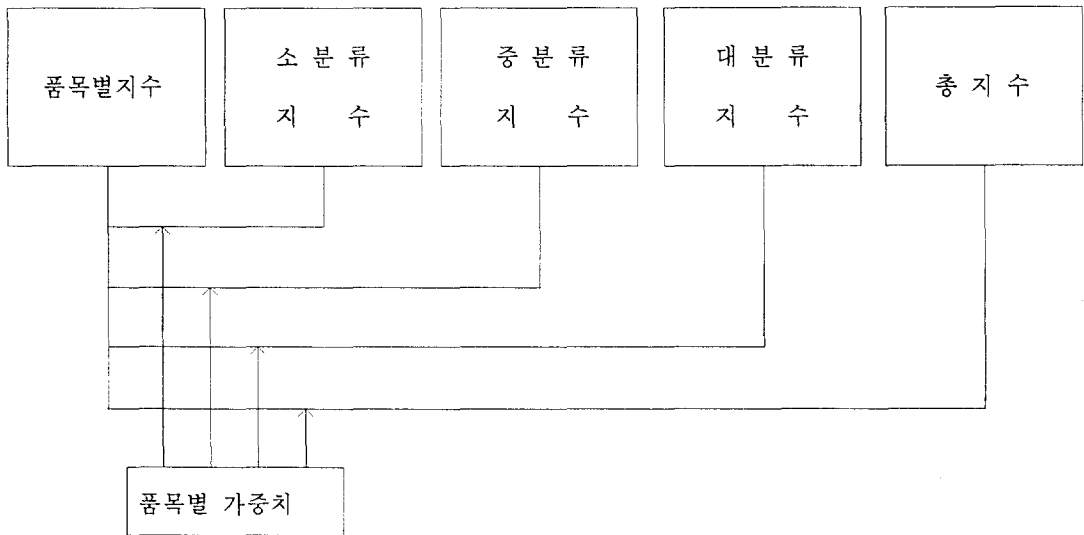 품목별지수
소 분 류
지 수
중 분 류
지 수
대 분 류
지 수
총 지 수
품목별 가중치